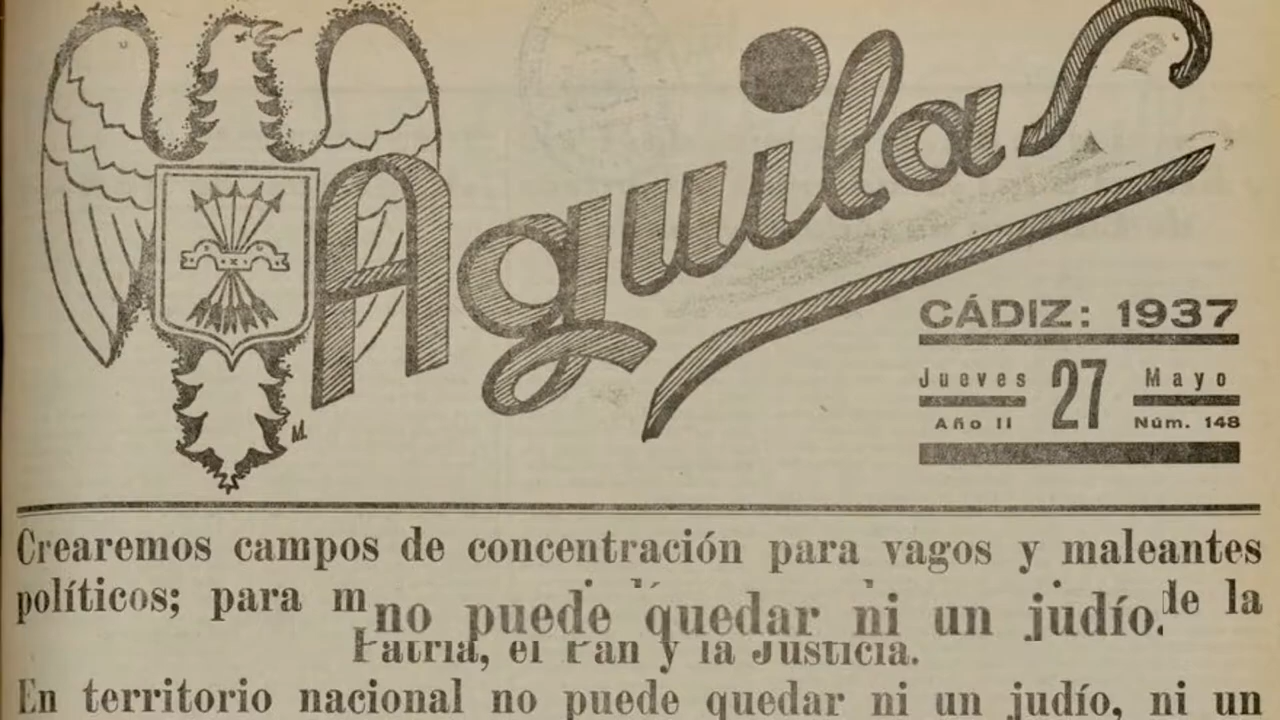 Aguilas
CÁDIZ: 1937
Jueves 27 Mayo
Año II Núm. 148
Crearemos campos de concentración para vagos y maleantes
políticos; para m no puede quedar ni un judío. de la
Patria, el Pan y la Justicia.
En territorio nacional no puede quedar ni un judío, ni un